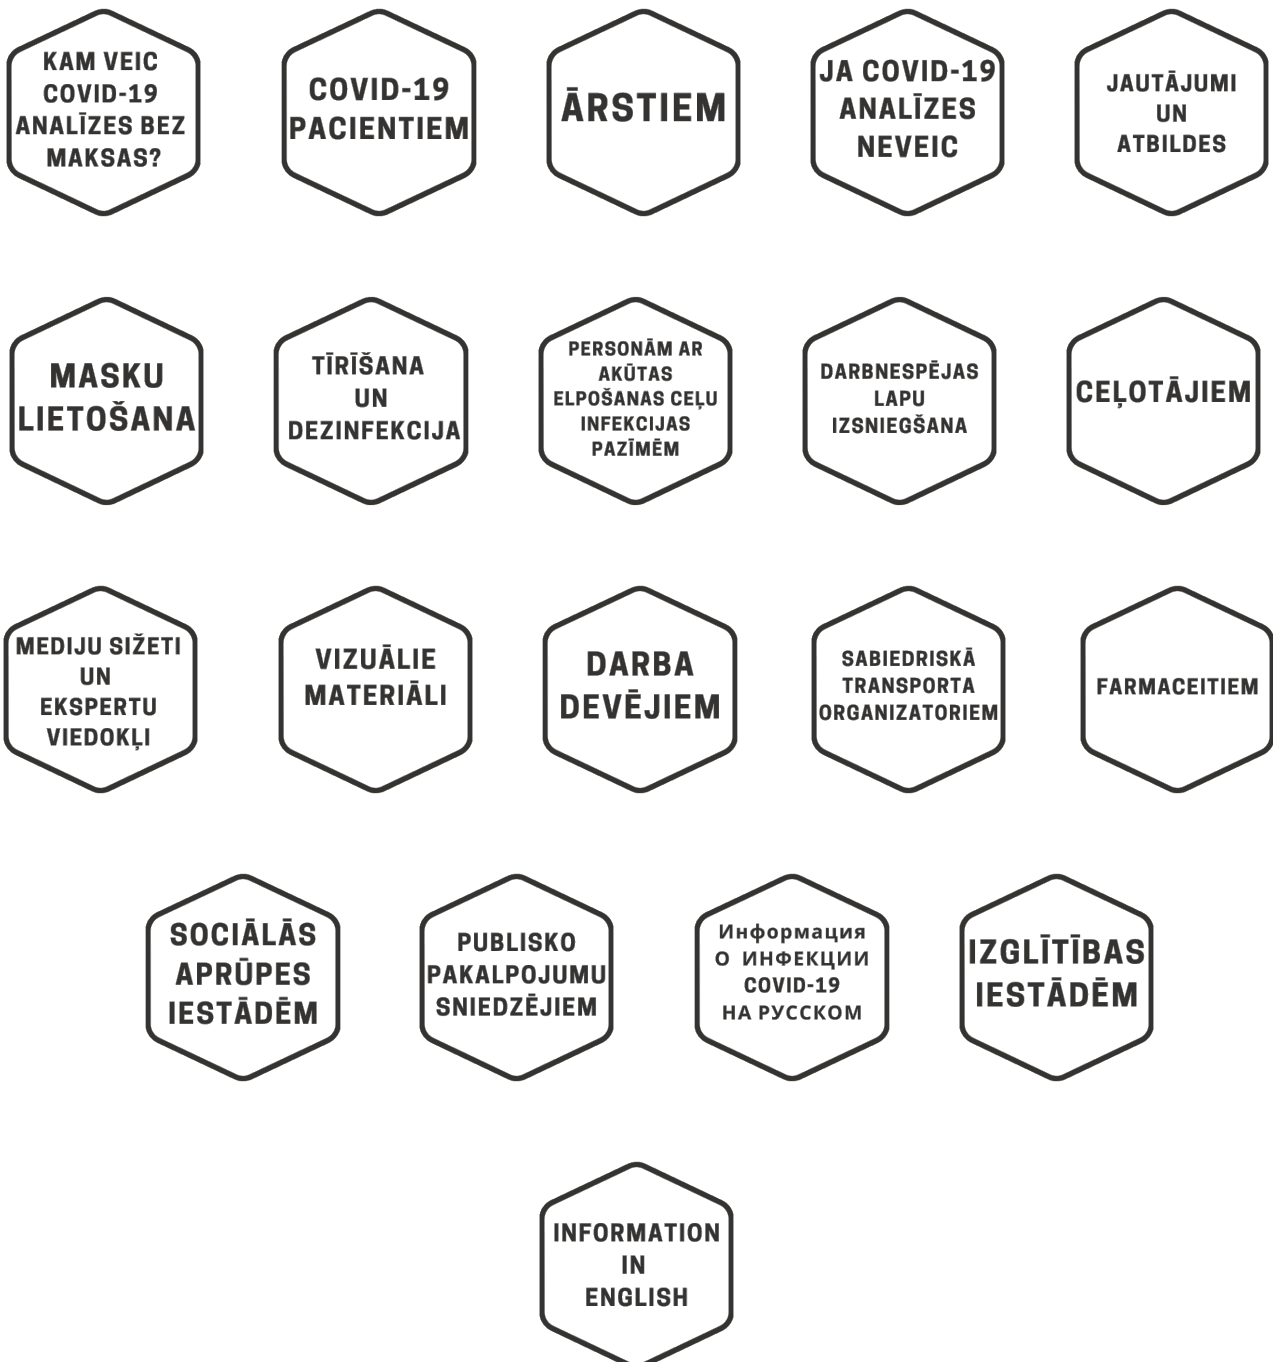 KAM VEIC
COVID-19
ANALĪZES BEZ
MAKSAS?
COVID-19
PACIENTIEM
ĀRSTIEM
JA COVID-19
ANALĪZES
NEVEIC
JAUTĀJUMI
UN
ATBILDES
MASKU
LIETOŠANA
TĪRĪŠANA
UN
DEZINFEKCIJA
PERSONĀM AR
AKŪTAS
ELPOŠANAS CEĻU
INFEKCIJAS
PAZĪMĒM
DARBNESPĒJAS
LAPU
IZSNIEGŠANA
CEĻOTĀJIEM
MEDIJU SIŽETI
UN
EKSPERTU
VIEDOKĻI
VIZUĀLIE
MATERIĀLI
DARBA
DEVĒJIEM
SABIEDRISKĀ
TRANSPORTA
ORGANIZATORIEM
FARMACEITIEM
SOCIĀLĀS
APRŪPES
IESTĀDĒM
PUBLISKO
PAKALPOJUMU
SNIEDZĒJIEM
Информация
О ИНФЕКЦИИ
COVID-19
НА РУССКОМ
IZGLĪTĪBAS
IESTĀDĒM
INFORMATION
IN
ENGLISH